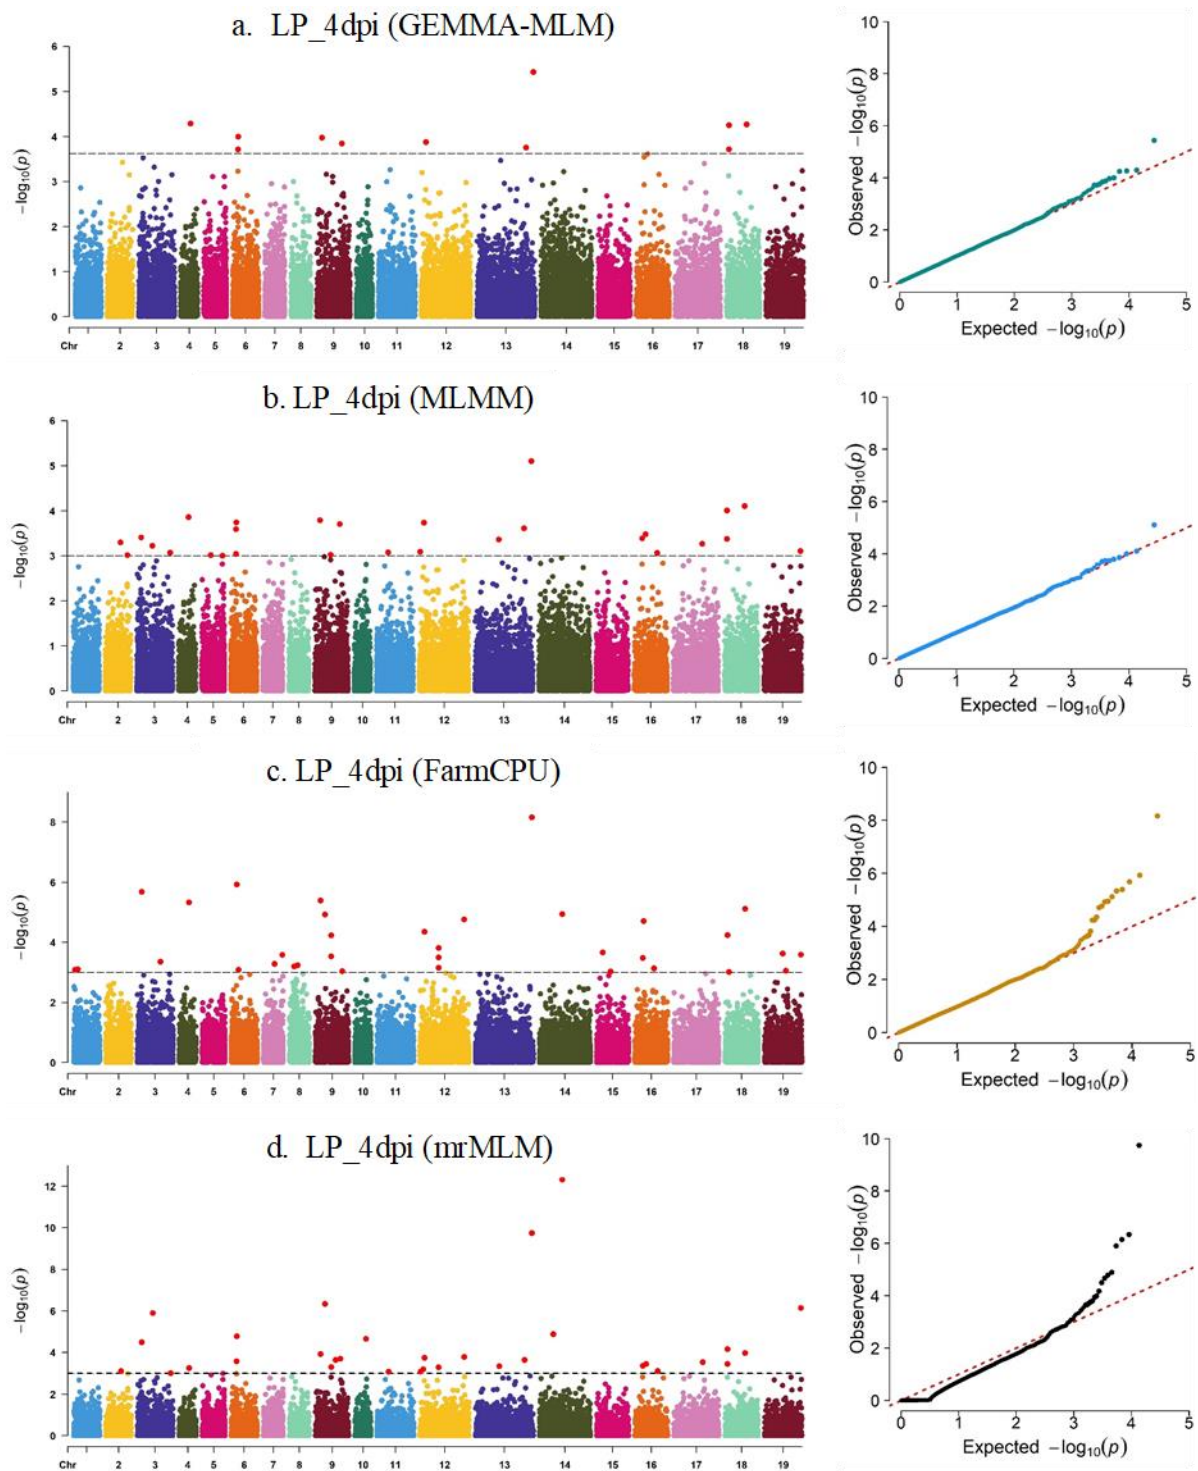 a. LP_4dpi (GEMMA-MLM)
6
5
4
3
2
1
0
−log10(p)
Chr 2 3 4 5 6 7 8 9 10 11 12 13 14 15 16 17 18 19
10
8
6
4
2
0
Observed −log10(p)
0 1 2 3 4 5
Expected −log10(p)
b. LP_4dpi (MLMM)
6
5
4
3
2
1
0
−log10(p)
Chr 2 3 4 5 6 7 8 9 10 11 12 13 14 15 16 17 18 19
10
8
6
4
2
0
Observed −log10(p)
0 1 2 3 4 5
Expected −log10(p)
c. LP_4dpi (FarmCPU)
8
6
4
2
0
−log10(p)
Chr 2 3 4 5 6 7 8 9 10 11 12 13 14 15 16 17 18 19
10
8
6
4
2
0
Observed −log10(p)
0 1 2 3 4 5
Expected −log10(p)
d. LP_4dpi (mrMLM)
12
10
8
6
4
2
0
−log10(p)
Chr 2 3 4 5 6 7 8 9 10 11 12 13 14 15 16 17 18 19
10
8
6
4
2
0
Observed −log10(p)
0 1 2 3 4 5
Expected −log10(p)